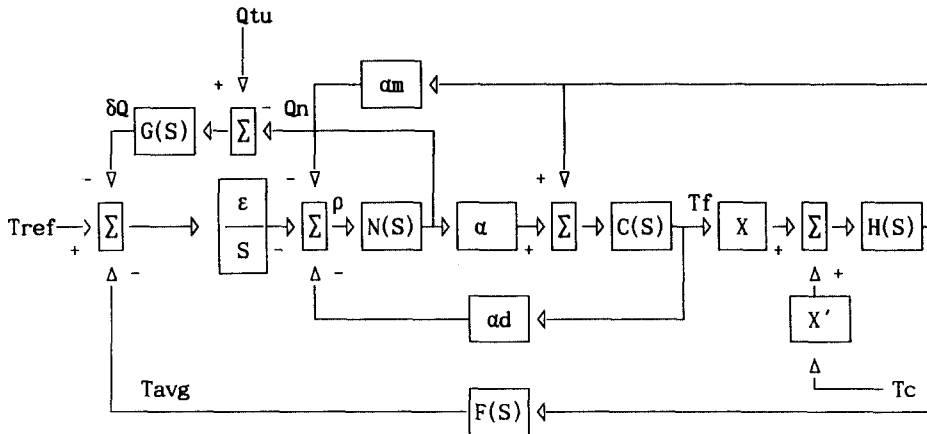 Qtu
αm
+
- Qn
δQ
G(S)
Σ
-
-
+
Tref
+
Σ
-
ε
S
-
Σ
ρ
N(S)
α
+
Σ
C(S)
Tf
X
+
Σ
H(S)
-
+
αd
X′
Tavg
F(S)
Tc